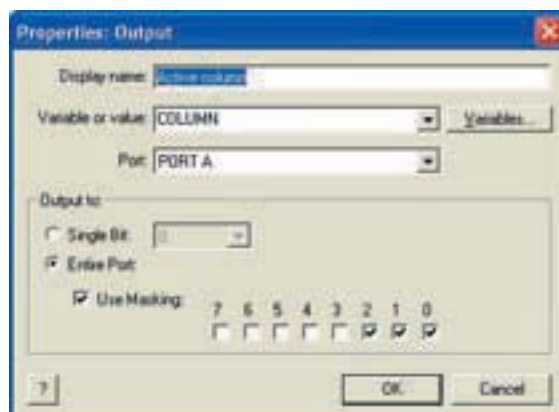 Properties: Output
Display name: Active column
Variable or value: COLUMN
Variables...
Port: PORT A
Output to:
Single Bit:
Entire Port:
Use Masking:
7 6 5 4 3 2 1 0
?
OK
Cancel